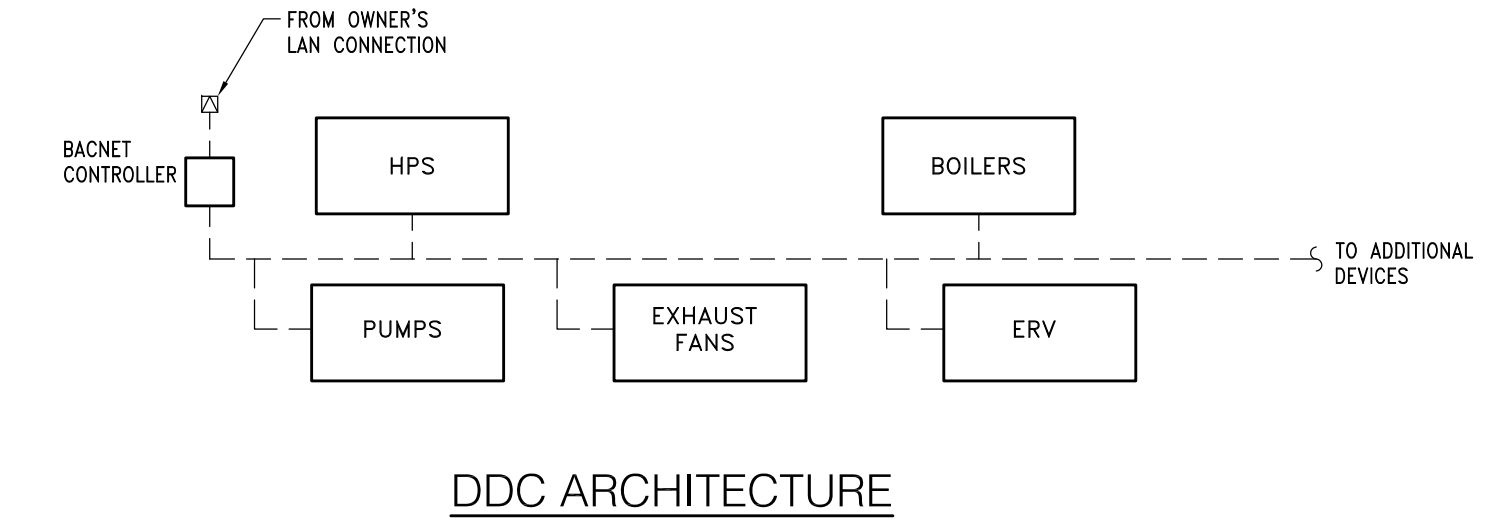 FROM OWNER'S
LAN CONNECTION
BACNET
CONTROLLER
HPS
BOILERS
TO ADDITIONAL
DEVICES
PUMPS
EXHAUST
FANS
ERV
DDC ARCHITECTURE